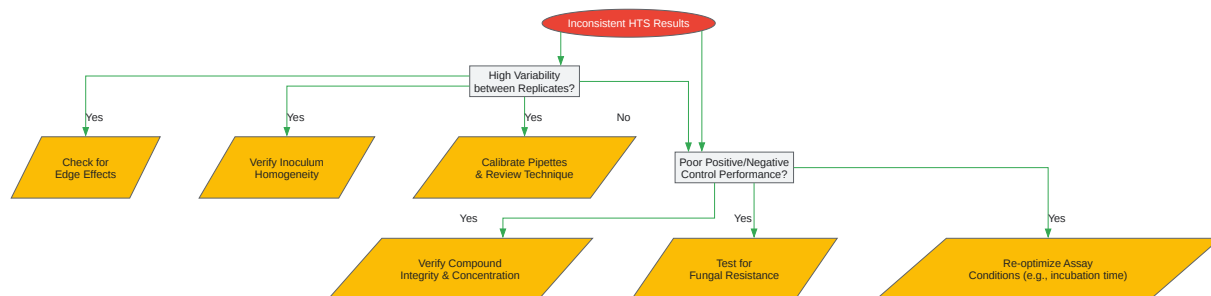 Inconsistent HTS Results
High Variability
between Replicates?
Yes
Yes
Yes
No
Check for
Edge Effects
Verify Inoculum
Homogeneity
Calibrate Pipettes
& Review Technique
Poor Positive/Negative
Control Performance?
Yes
Yes
Yes
Verify Compound
Integrity & Concentration
Test for
Fungal Resistance
Re-optimize Assay
Conditions (e.g., incubation time)